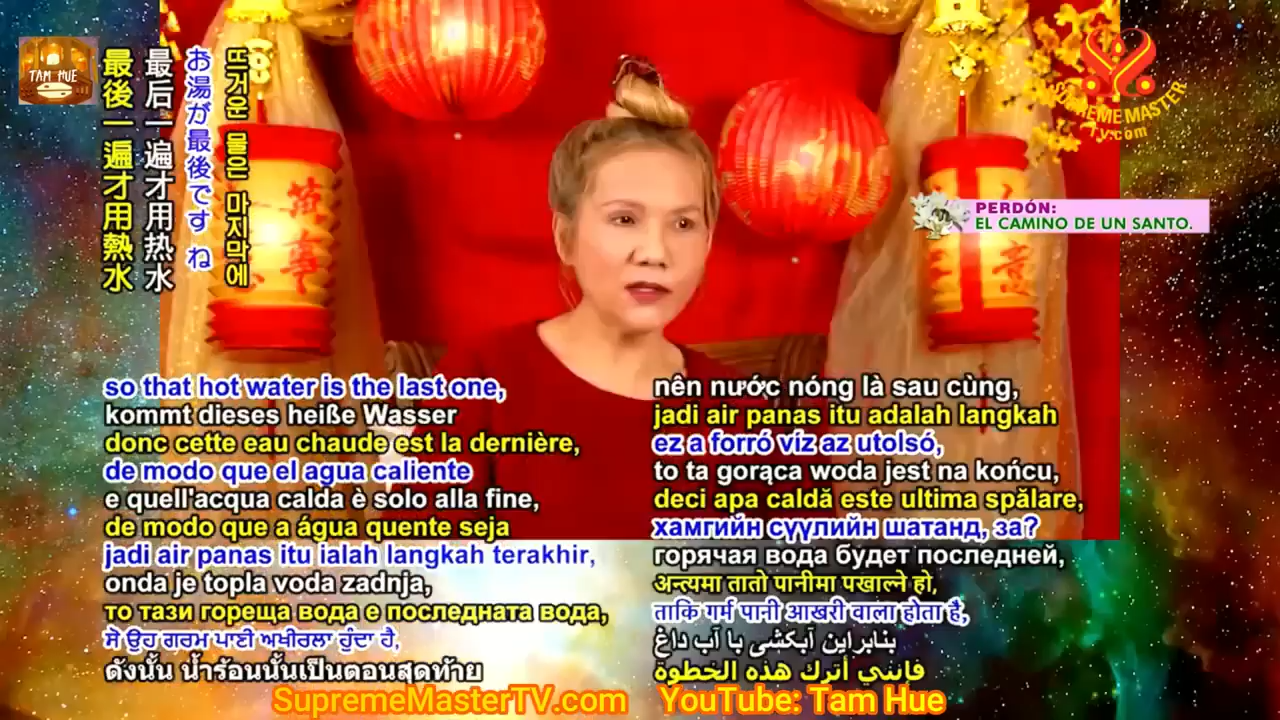 TAM HUE
最後一遍才用熱水
最后一遍才用热水
お湯が最後です ね
뜨거운 물은 마지막에
SUPREME MASTER
TV.com
PERDÓN:
EL CAMINO DE UN SANTO.
so that hot water is the last one,
kommt dieses heiße Wasser
donc cette eau chaude est la dernière,
de modo que el agua caliente
e quell'acqua calda è solo alla fine,
de modo que a água quente seja
jadi air panas itu ialah langkah terakhir,
onda je topla voda zadnja,
то тази гореща вода е последната вода,
ਸੋ ਉਹ ਗਰਮ ਪਾਣੀ ਅਖੀਰਲਾ ਹੁੰਦਾ ਹੈ,
ดังนั้น น้ำร้อนนั้นเป็นตอนสุดท้าย
nên nước nóng là sau cùng,
jadi air panas itu adalah langkah
ez a forró víz az utolsó,
to ta gorąca woda jest na końcu,
deci apa caldă este ultima spălare,
хамгийн сүүлийн шатанд, за?
горячая вода будет последней,
अन्त्यमा तातो पानीमा पखाल्ने हो,
ताकि गर्म पानी आखरी वाला होता है,
بنابراین آبکشی با آب داغ
فإنني أترك هذه الخطوة
SupremeMasterTV.com
YouTube: Tam Hue